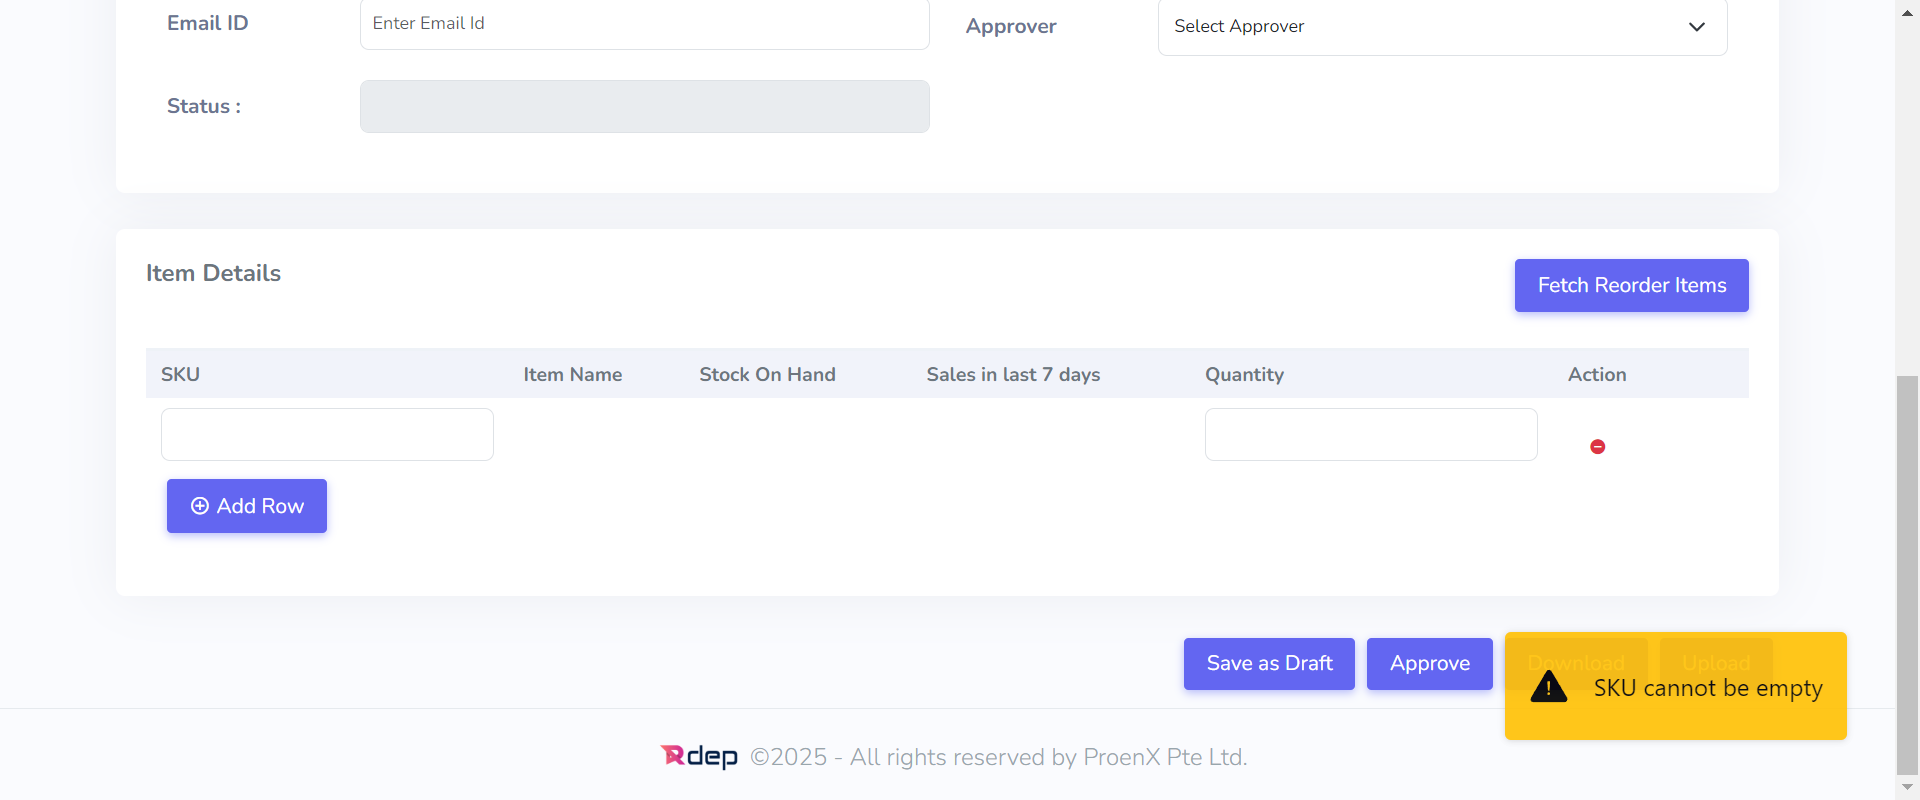 Email ID
Enter Email Id
Approver
Select Approver
Status :
Item Details
Fetch Reorder Items
SKU
Item Name
Stock On Hand
Sales in last 7 days
Quantity
Action
Add Row
Save as Draft
Approve
Download
Upload
SKU cannot be empty
Rdep ©2025 - All rights reserved by ProenX Pte Ltd.